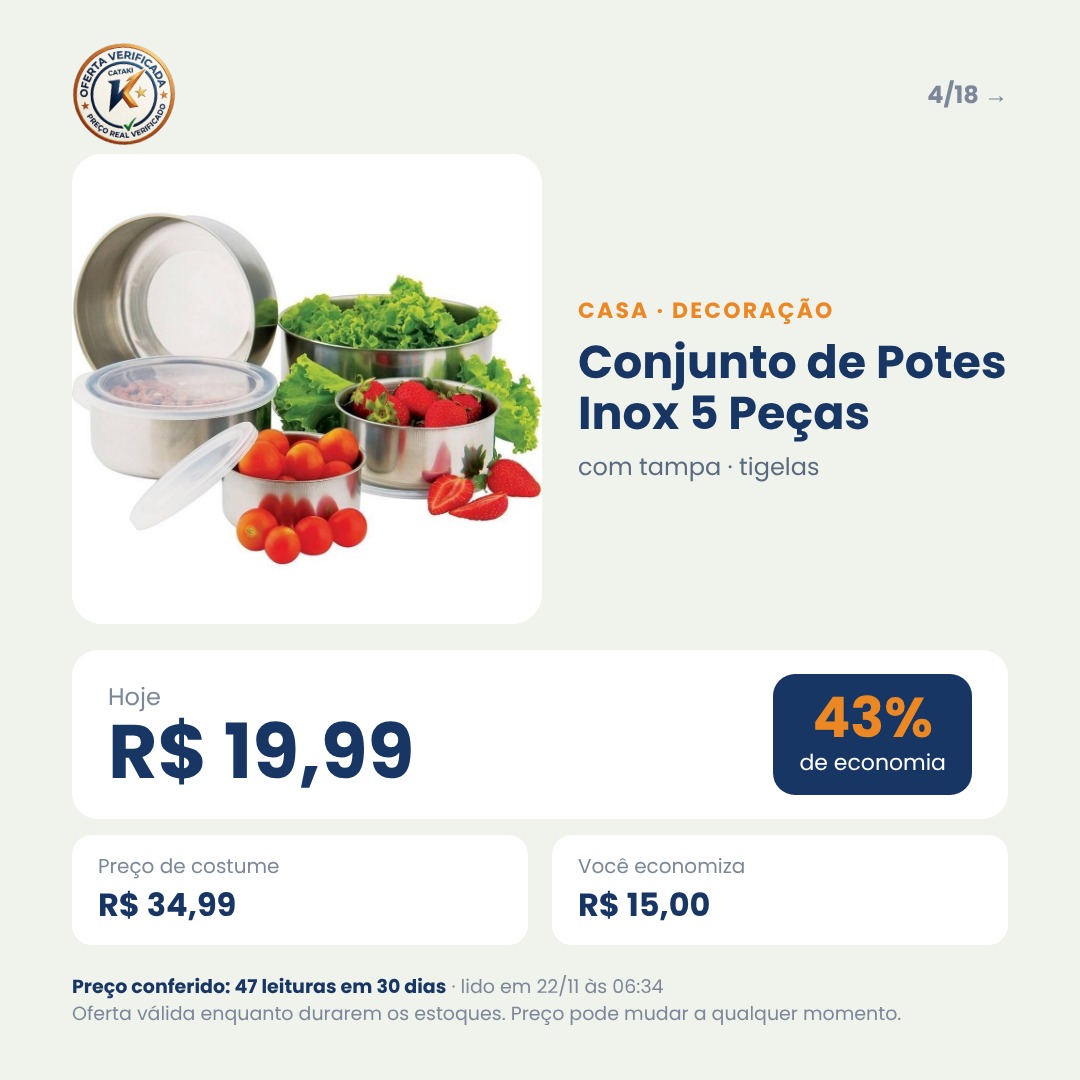 OFERTA VERIFICADA
CATAKI
K
PREÇO REAL VERIFICADO
4/18 →
CASA · DECORAÇÃO
Conjunto de Potes
Inox 5 Peças
com tampa · tigelas
Hoje
R$ 19,99
43%
de economia
Preço de costume
R$ 34,99
Você economiza
R$ 15,00
Preço conferido: 47 leituras em 30 dias · lido em 22/11 às 06:34
Oferta válida enquanto durarem os estoques. Preço pode mudar a qualquer momento.